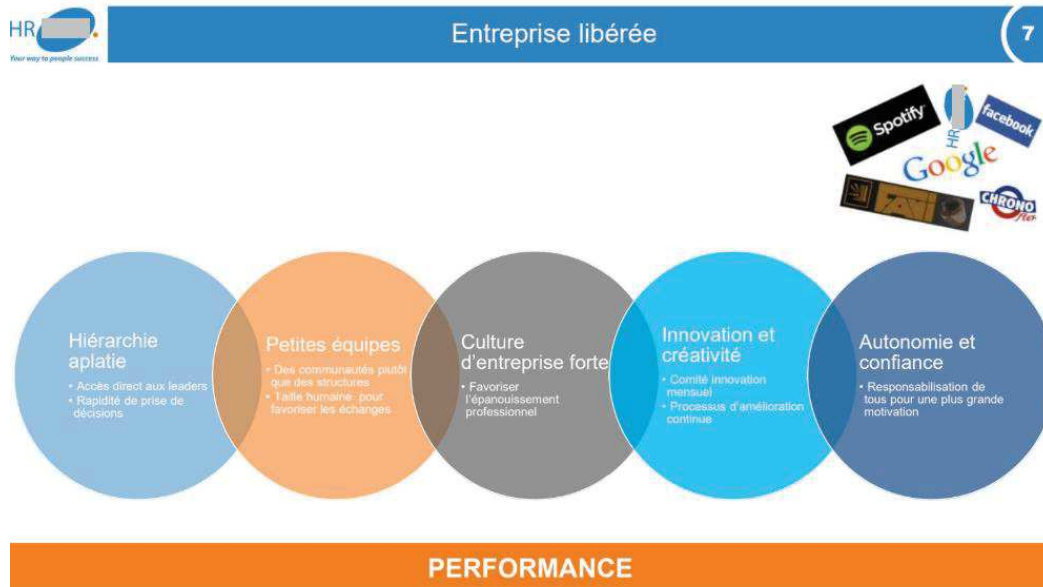 HR
Your way to people success
Entreprise libérée
7
Spotify
HR
facebook
Google
CHRONO
flex
Hiérarchie
aplatie
• Accès direct aux leaders
• Rapidité de prise de
décisions
Petites équipes
• Des communautés plutôt
que des structures
• Taille humaine pour
favoriser les échanges
Culture
d'entreprise forte
• Favoriser
l'épanouissement
professionnel
Innovation et
créativité
• Comité innovation
mensuel
• Processus d'amélioration
continue
Autonomie et
confiance
• Responsabilisation de
tous pour une plus grande
motivation
PERFORMANCE